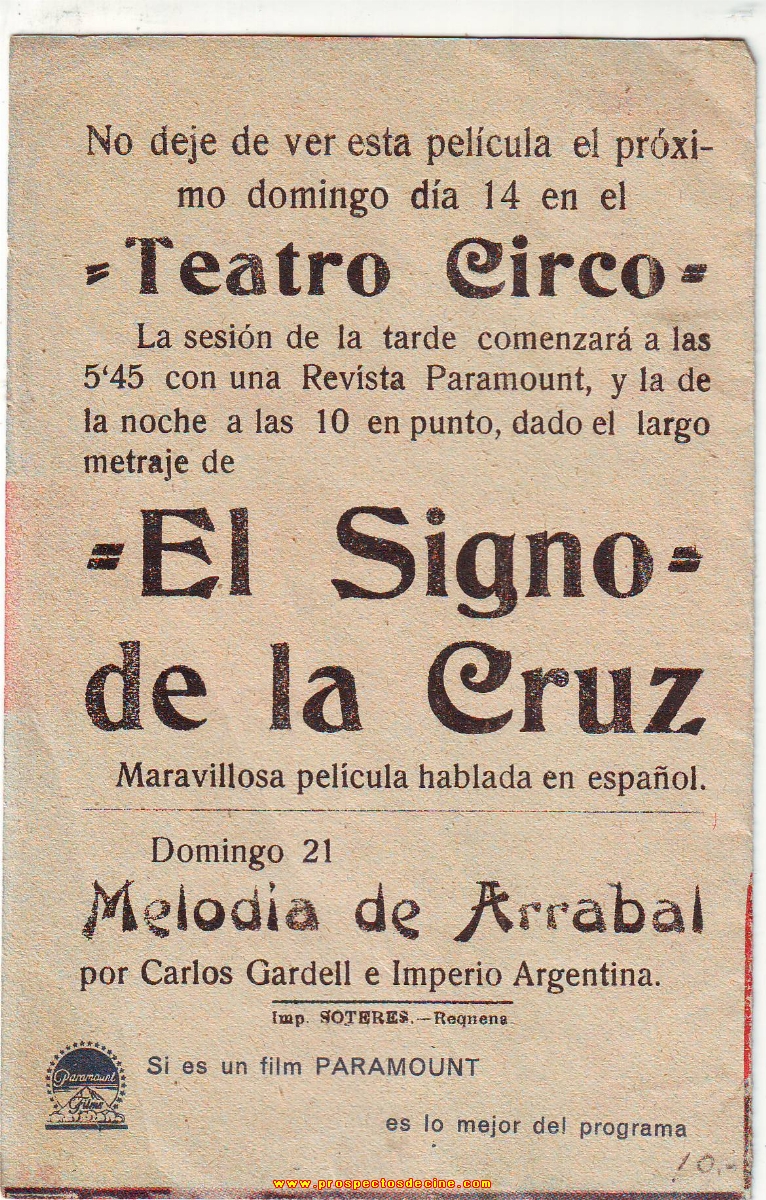 No deje de ver esta película el próxi-
mo domingo día 14 en el
Teatro Circo
La sesión de la tarde comenzará a las
5'45 con una Revista Paramount, y la de
la noche a las 10 en punto, dado el largo
metraje de
El Signo
de la Cruz
Maravillosa película hablada en español.
Domingo 21
Melodia de Arrabal
por Carlos Gardell e Imperio Argentina.
Imp. SOTERES.—Requena
Paramount
Films
Si es un film PARAMOUNT
es lo mejor del programa
10.-
www.prospectosdecine.com